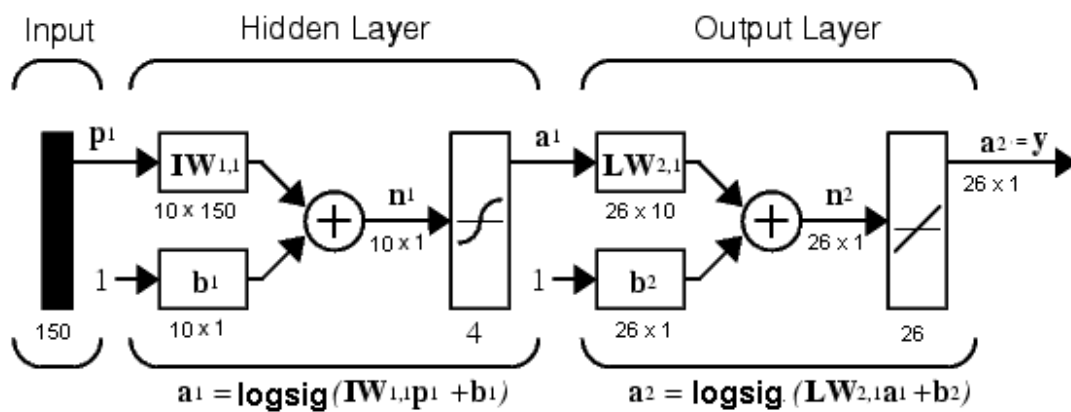 Input Hidden Layer Output Layer
p1 IW1,1 a1 LW2,1 a2 = y
10 x 150 n1 26 x 10 n2 26 x 1
10 x 1 26 x 1
1 b1 1 b2
150 10 x 1 4 26 x 1 26
a1 = logsig(IW1,1p1 +b1) a2 = logsig (LW2,1a1 +b2)